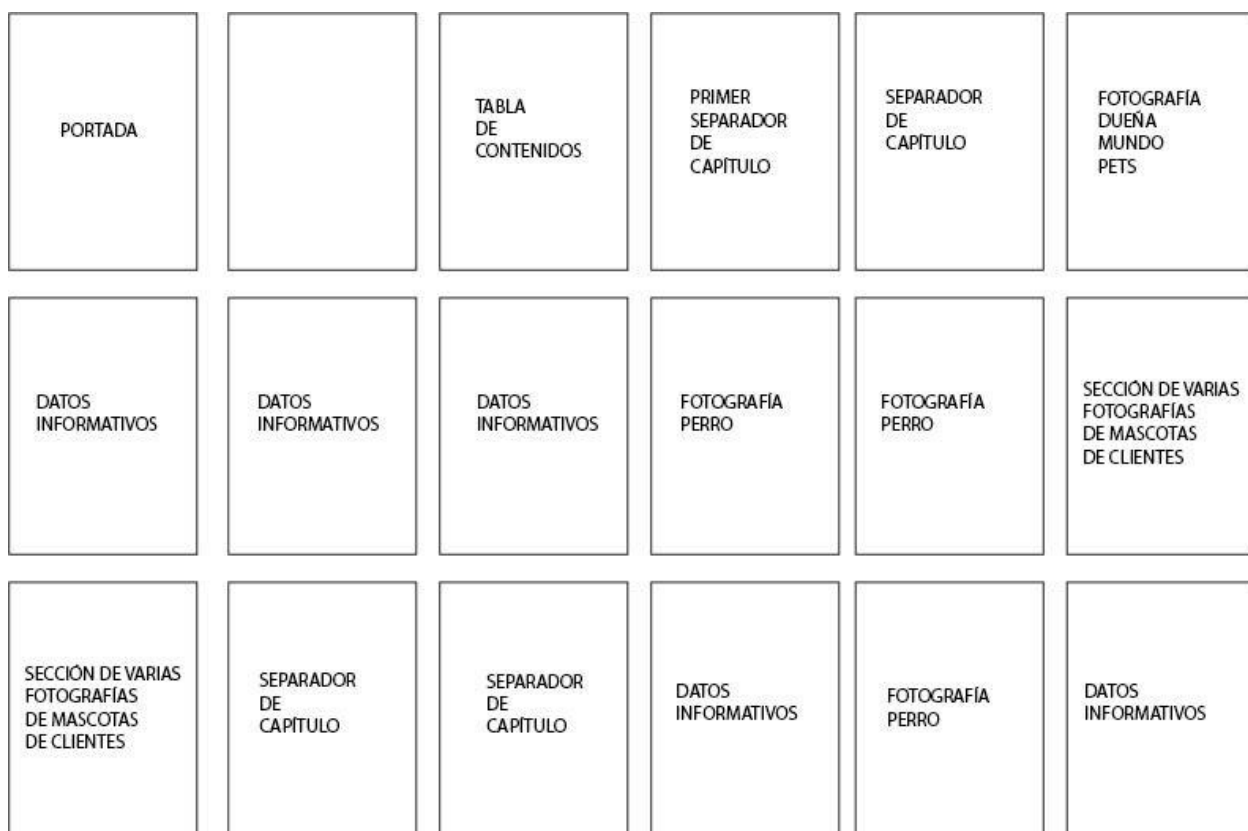 PORTADA
TABLA
DE
CONTENIDOS
PRIMER
SEPARADOR
DE
CAPÍTULO
SEPARADOR
DE
CAPÍTULO
FOTOGRAFÍA
DUEÑA
MUNDO
PETS
DATOS
INFORMATIVOS
DATOS
INFORMATIVOS
DATOS
INFORMATIVOS
FOTOGRAFÍA
PERRO
FOTOGRAFÍA
PERRO
SECCIÓN DE VARIAS
FOTOGRAFÍAS
DE MASCOTAS
DE CLIENTES
SECCIÓN DE VARIAS
FOTOGRAFÍAS
DE MASCOTAS
DE CLIENTES
SEPARADOR
DE
CAPÍTULO
SEPARADOR
DE
CAPÍTULO
DATOS
INFORMATIVOS
FOTOGRAFÍA
PERRO
DATOS
INFORMATIVOS